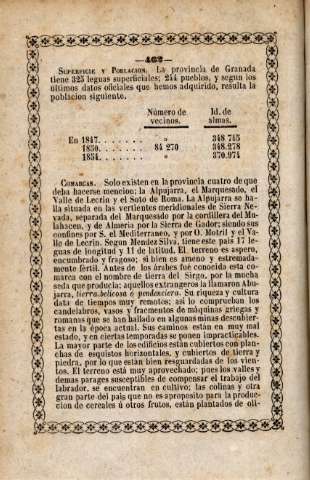 —462—
SUPERFICIE Y POBLACION. La provincia de Granada
tiene 325 leguas superficiales; 244 pueblos, y segun los
últimos datos oficiales que hemos adquirido, resulta la
poblacion siguiente.
Número de vecinos. Id. de almas.
En 1847. . . . . . . . » 348.745
1850. . . . . . . . 84 270 348.278
1854. . . . . . . . » 370.974
COMARCAS. Solo existen en la provincia cuatro de que
deba hacerse mencion: la Alpujarra, el Marquesado, el
Valle de Lecrin y el Soto de Roma. La Alpujarra se ha-
lla situada en las vertientes meridionales de Sierra Ne-
vada, separada del Marquesado por la cordillera del Mu-
lahacen, y de Almeria por la Sierra de Gador; siendo sus
confines por S. el Mediterraneo, y por O. Motril y el Va-
lle de Lecrin. Segun Mendez Silva, tiene este pais 17 le-
guas de longitud y 11 de latitud. El terreno es aspero,
encumbrado y fragoso; si bien es ameno y estremada-
mente fértil. Antes de los árabes fué conocida esta co-
marca con el nombre de tierra del Sirgo, por la mucha
seda que producia; aquellos extrangeros la llamaron Abu-
jarra, tierra belicosa ó pendenciera. Su riqueza y cultura
data de tiempos muy remotos; asi lo comprueban los
candelabros, vasos y fragmentos de máquinas griegas y
romanas que se han hallado en algunas minas descubier-
tas en la época actual. Sus caminos están en muy mal
estado, y en ciertas temporadas se ponen impracticables.
La mayor parte de los edificios están cubiertos con plan-
chas de esquistos horizontales, y cubiertos de tierra y
piedra, por lo que estan bien resguardadas de los vien-
tos. El terreno está muy aprovechado; pues los valles y
demas parages susceptibles de compensar el trabajo del
labrador, se encuentran en cultivo; las colinas y otra
gran parte del pais que no es aproposito para la produc-
cion de cereales ú otros frutos, están plantados de oli-